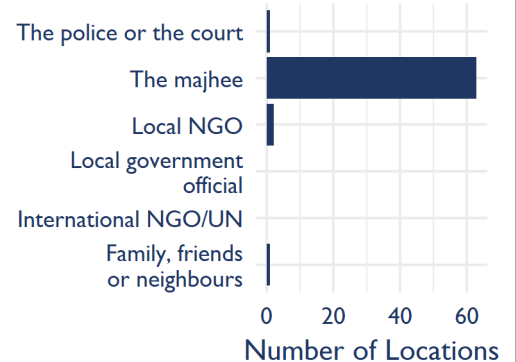 The police or the court
The majhee
Local NGO
Local government
official
International NGO/UN
Family, friends
or neighbours
0 20 40 60
Number of Locations